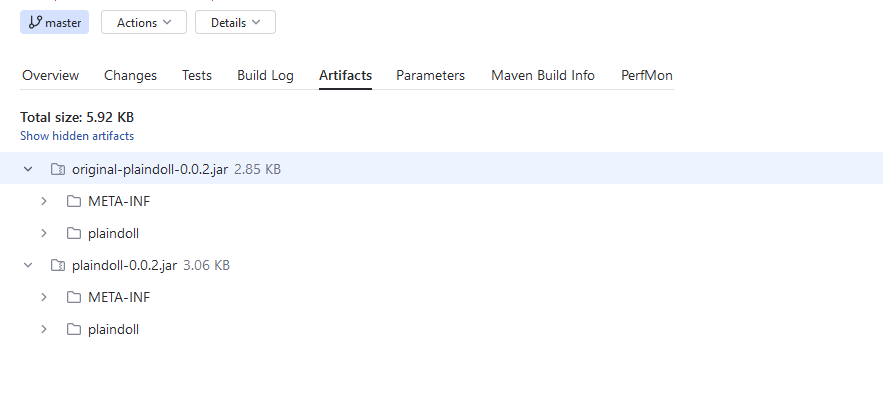 master Actions Details
Overview Changes Tests Build Log Artifacts Parameters Maven Build Info PerfMon
Total size: 5.92 KB
Show hidden artifacts
original-plaindoll-0.0.2.jar 2.85 KB
META-INF
plaindoll
plaindoll-0.0.2.jar 3.06 KB
META-INF
plaindoll